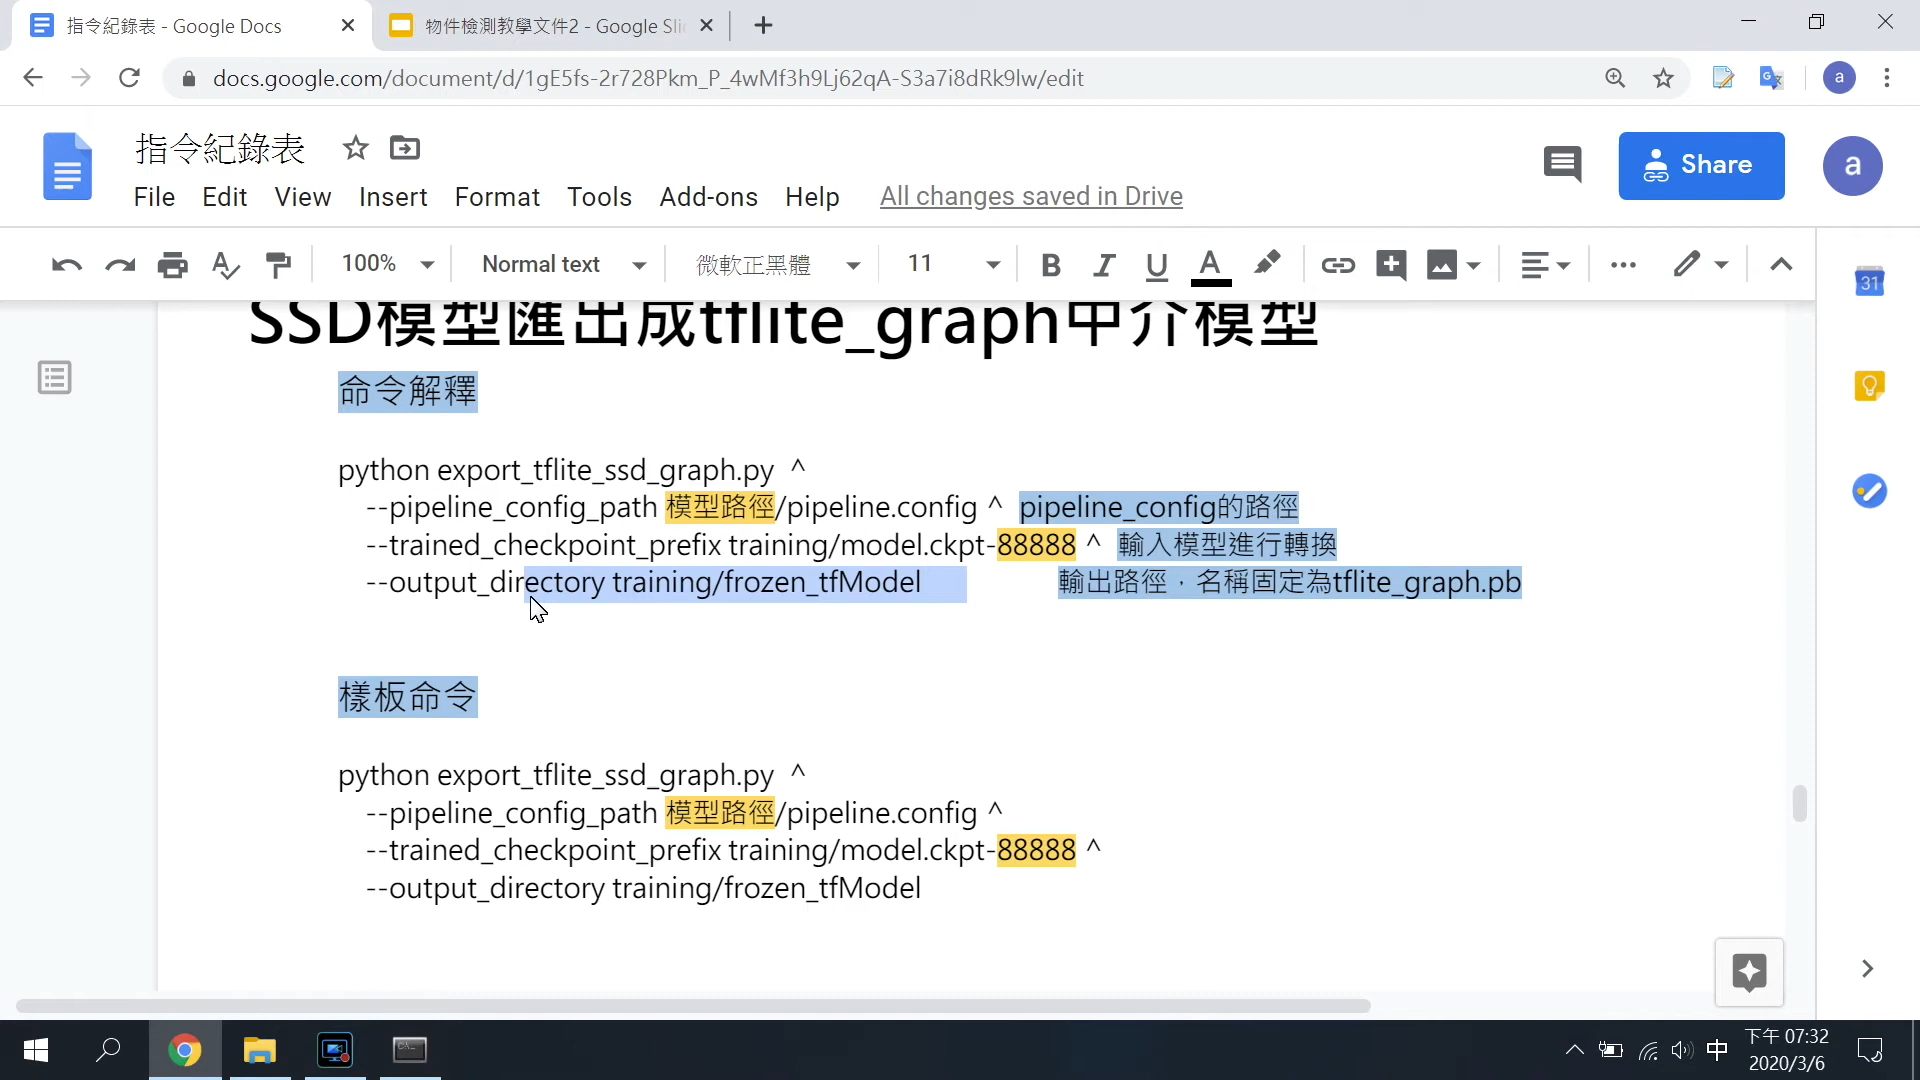 指令紀錄表 - Google Docs
物件檢測教學文件2 - Google Sli
docs.google.com/document/d/1gE5fs-2r728Pkm_P_4wMf3h9Lj62qA-S3a7i8dRk9lw/edit
a
指令紀錄表
File Edit View Insert Format Tools Add-ons Help All changes saved in Drive
Share
a
100% Normal text 微軟正黑體 11 B I U A
31
SSD模型匯出成tflite_graph中介模型
命令解釋
python export_tflite_ssd_graph.py ^
--pipeline_config_path 模型路徑/pipeline.config ^ pipeline_config的路徑
--trained_checkpoint_prefix training/model.ckpt-88888 ^ 輸入模型進行轉換
--output_directory training/frozen_tfModel 輸出路徑，名稱固定為tflite_graph.pb
樣板命令
python export_tflite_ssd_graph.py ^
--pipeline_config_path 模型路徑/pipeline.config ^
--trained_checkpoint_prefix training/model.ckpt-88888 ^
--output_directory training/frozen_tfModel
中
下午 07:32
2020/3/6